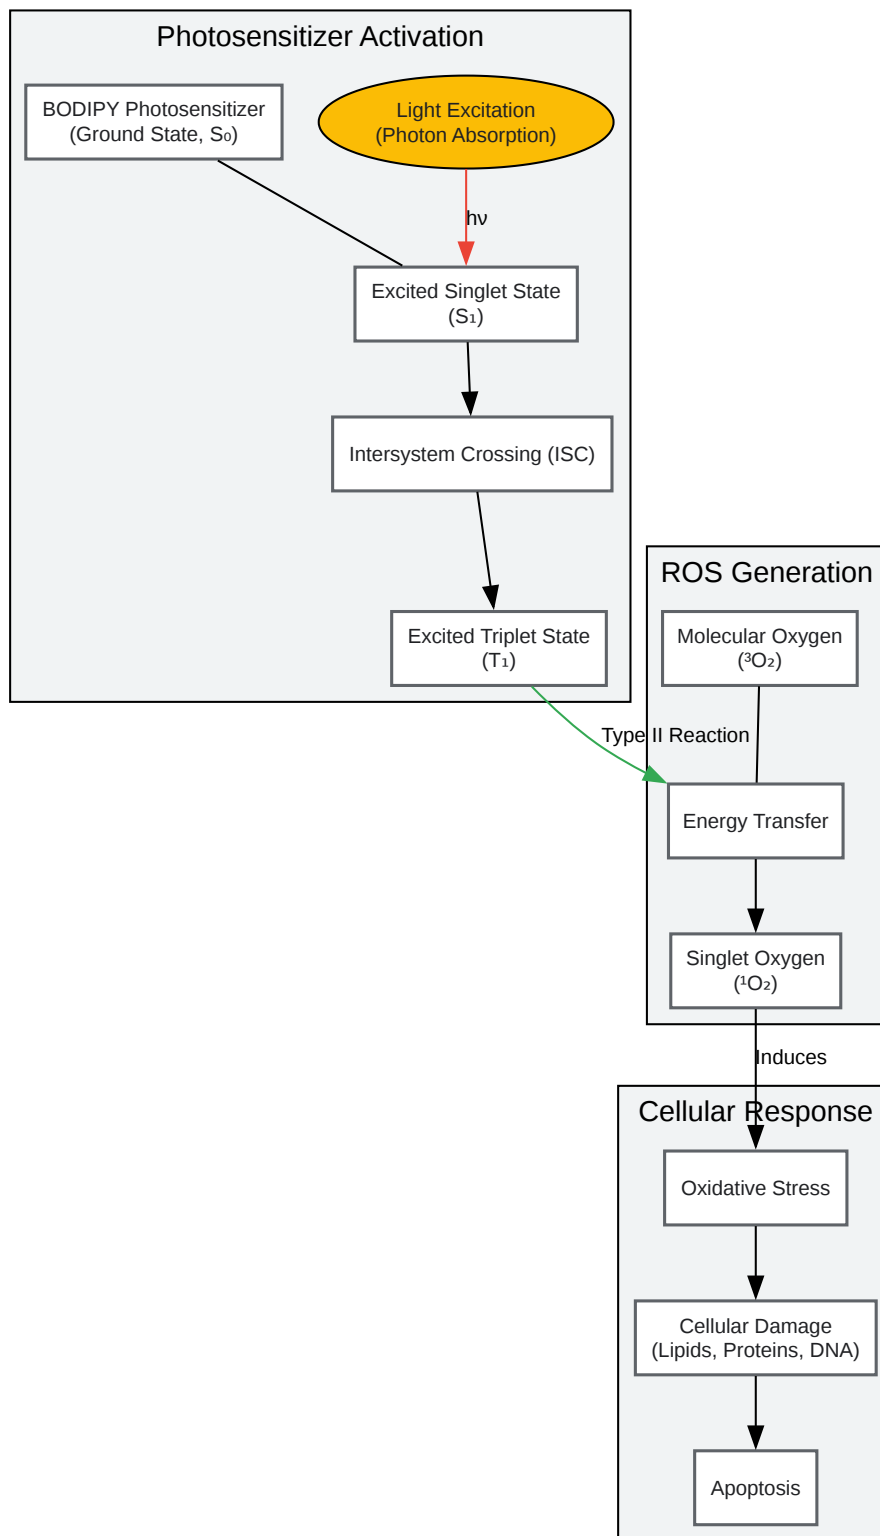 Photosensitizer Activation
BODIPY Photosensitizer
(Ground State, S₀)
Light Excitation
(Photon Absorption)
hν
Excited Singlet State
(S₁)
Intersystem Crossing (ISC)
Excited Triplet State
(T₁)
ROS Generation
Molecular Oxygen
(³O₂)
Type II Reaction
Energy Transfer
Singlet Oxygen
(¹O₂)
Induces
Cellular Response
Oxidative Stress
Cellular Damage
(Lipids, Proteins, DNA)
Apoptosis